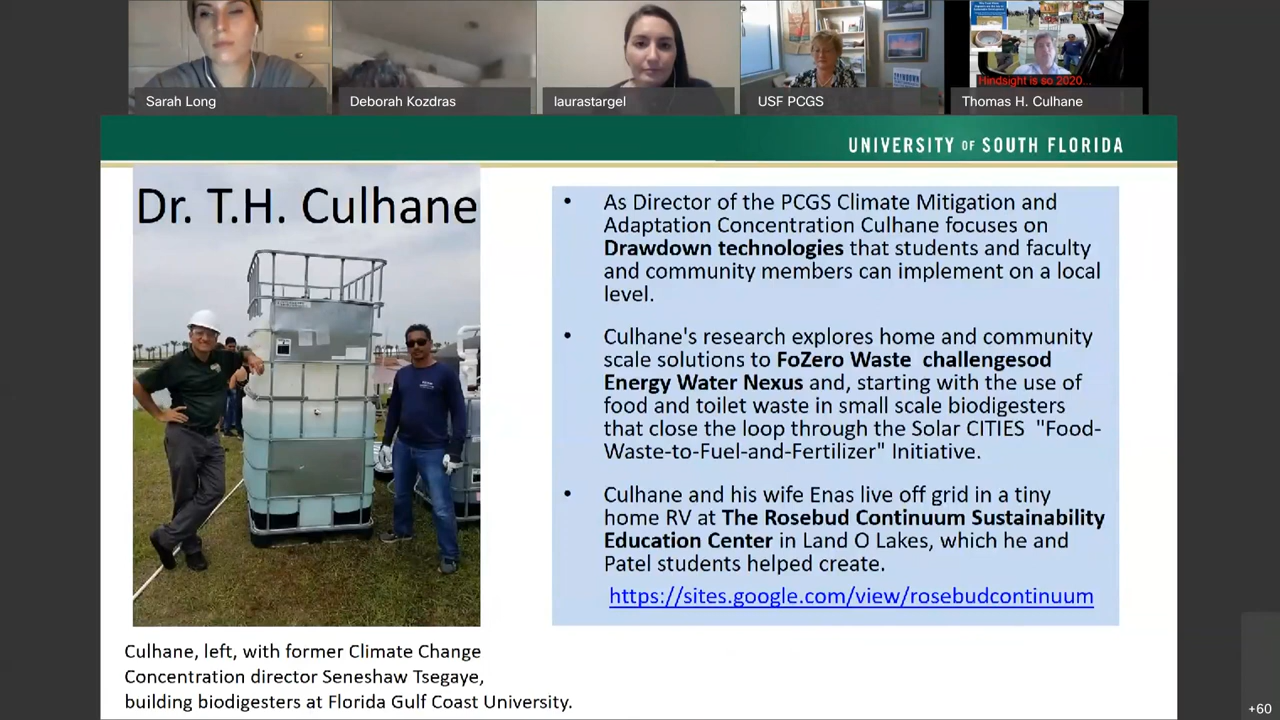 Hindsight is so 2020...
Sarah Long
Deborah Kozdras
laurastargel
USF PCGS
Thomas H. Culhane
UNIVERSITY OF SOUTH FLORIDA
Dr. T.H. Culhane
• As Director of the PCGS Climate Mitigation and
Adaptation Concentration Culhane focuses on
Drawdown technologies that students and faculty
and community members can implement on a local
level.
• Culhane's research explores home and community
scale solutions to FoZero Waste challengesod
Energy Water Nexus and, starting with the use of
food and toilet waste in small scale biodigesters
that close the loop through the Solar CITIES "Food-
Waste-to-Fuel-and-Fertilizer" Initiative.
• Culhane and his wife Enas live off grid in a tiny
home RV at The Rosebud Continuum Sustainability
Education Center in Land O Lakes, which he and
Patel students helped create.
https://sites.google.com/view/rosebudcontinuum
Culhane, left, with former Climate Change
Concentration director Seneshaw Tsegaye,
building biodigesters at Florida Gulf Coast University.
+60